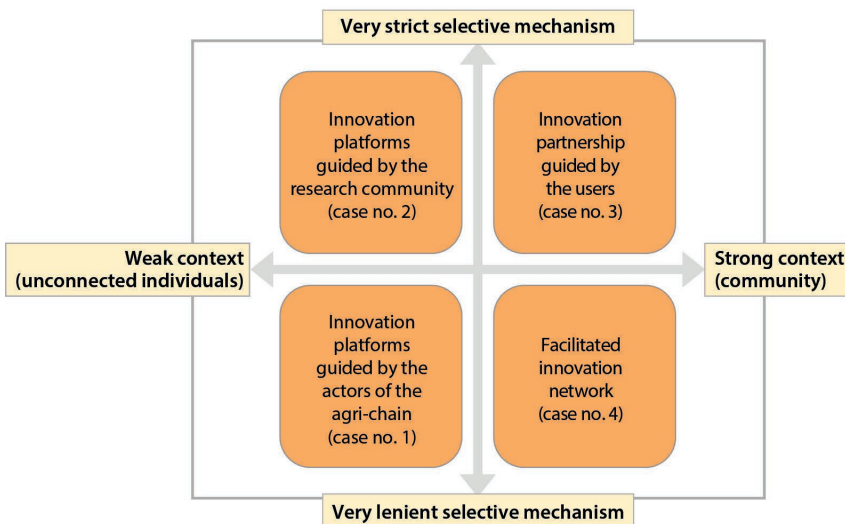 Very strict selective mechanism
Innovation
platforms
guided by the
research community
(case no. 2)
Innovation
partnership
guided by
the users
(case no. 3)
Weak context
(unconnected individuals)
Strong context
(community)
Innovation
platforms
guided by the
actors of the
agri-chain
(case no. 1)
Facilitated
innovation
network
(case no. 4)
Very lenient selective mechanism